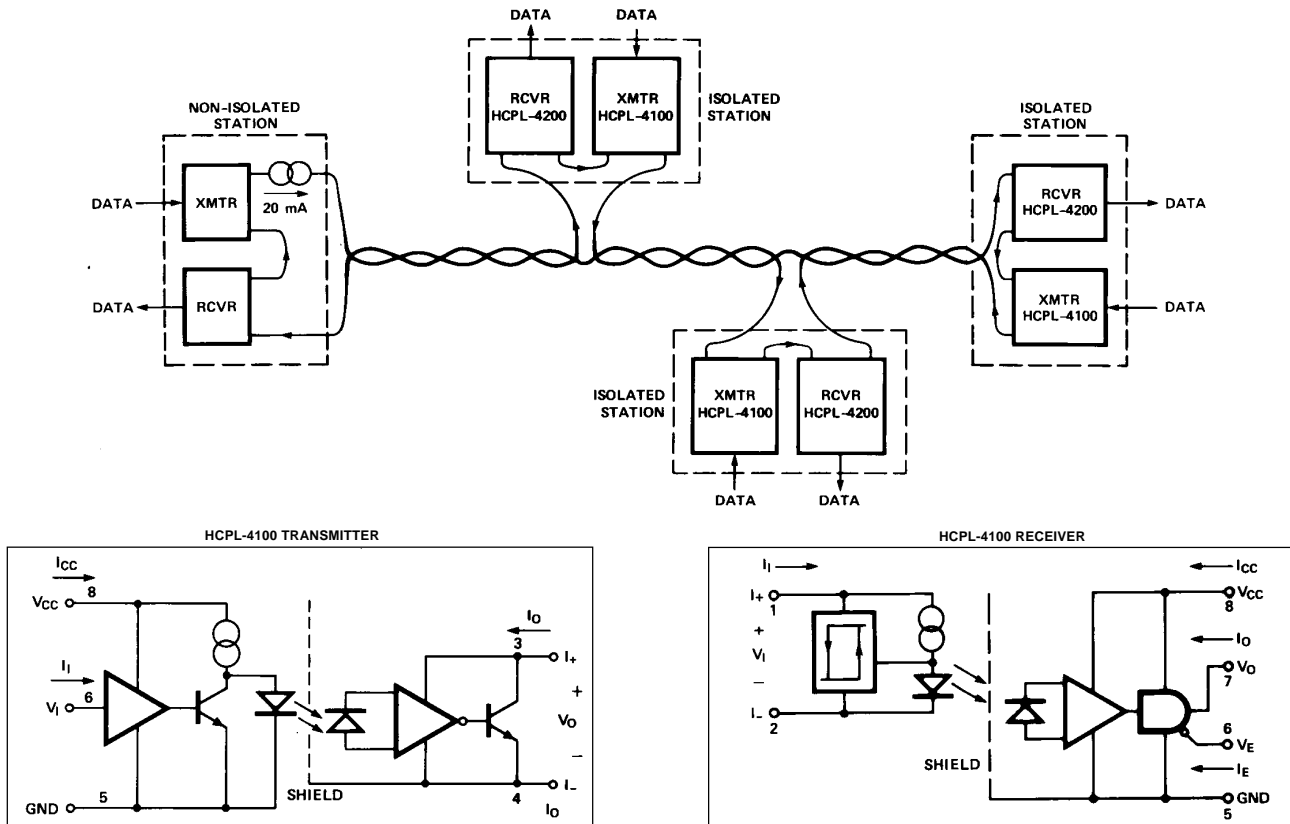 DATA
DATA
RCVR
HCPL-4200
XMTR
HCPL-4100
ISOLATED
STATION
NON-ISOLATED
STATION
XMTR
20 mA
DATA
RCVR
DATA
ISOLATED
STATION
RCVR
HCPL-4200
DATA
XMTR
HCPL-4100
DATA
ISOLATED
STATION
XMTR
HCPL-4100
RCVR
HCPL-4200
DATA
DATA
HCPL-4100 TRANSMITTER
ICC
8
VCC
II
6
VI
5
GND
SHIELD
IO
3
I+
+
VO
–
I-
4
IO
HCPL-4100 RECEIVER
II
I+
1
+
VI
–
I-
2
SHIELD
ICC
VCC
8
IO
VO
7
6
VE
IE
GND
5